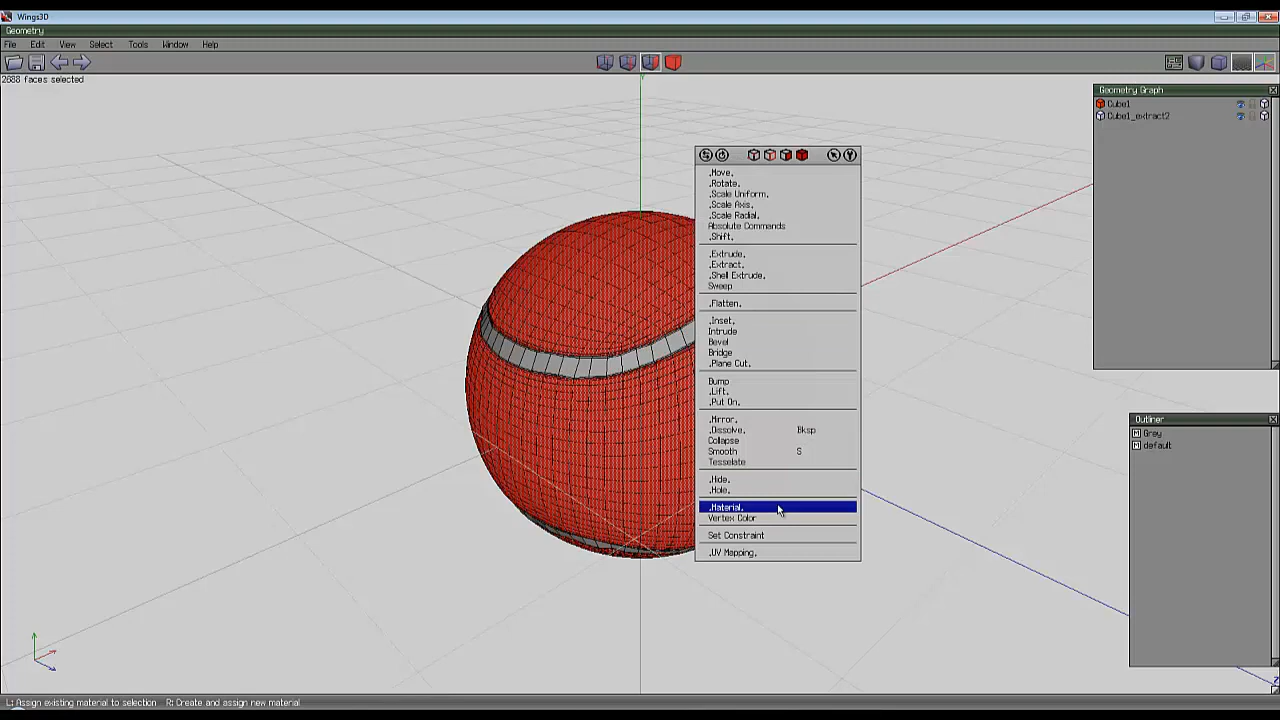 Wings3D
Geometry
File Edit View Select Tools Window Help
2688 faces selected
Geometry Graph
Cube1
Cube1_extract2
.Move.
.Rotate.
.Scale Uniform.
.Scale Axis.
.Scale Radial.
Absolute Commands
.Shift.
.Extrude.
.Extract.
.Shell Extrude.
Sweep
.Flatten.
.Inset.
Intrude
Bevel
Bridge
.Plane Cut.
Bump
.Lift.
.Put On.
.Mirror.
.Dissolve. Bksp
Collapse
Smooth S
Tesselate
.Hide.
.Hole.
.Material.
Vertex Color
Set Constraint
.UV Mapping.
Outliner
M Grey
M default
Y
Z
L: Assign existing material to selection R: Create and assign new material